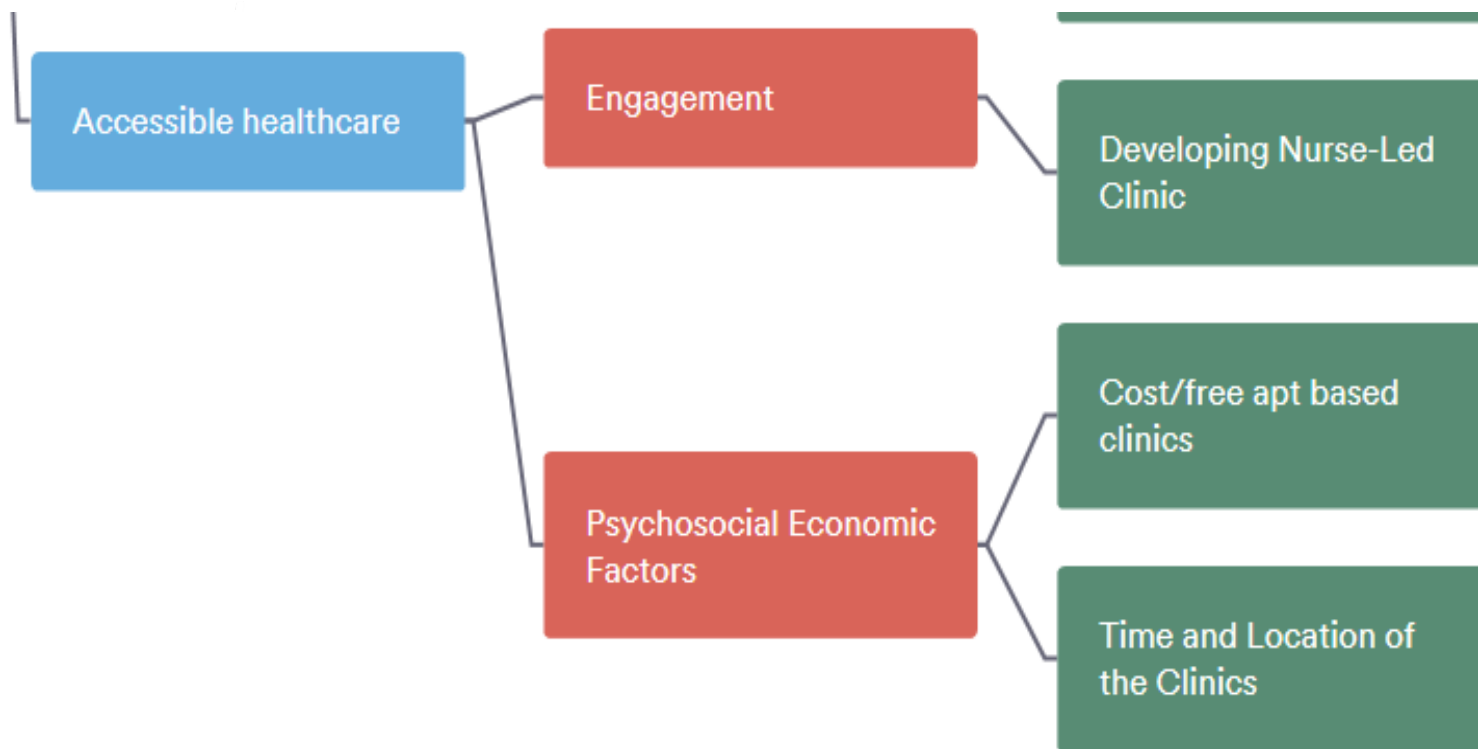 Accessible healthcare
Engagement
Developing Nurse-Led
Clinic
Cost/free apt based
clinics
Psychosocial Economic
Factors
Time and Location of
the Clinics